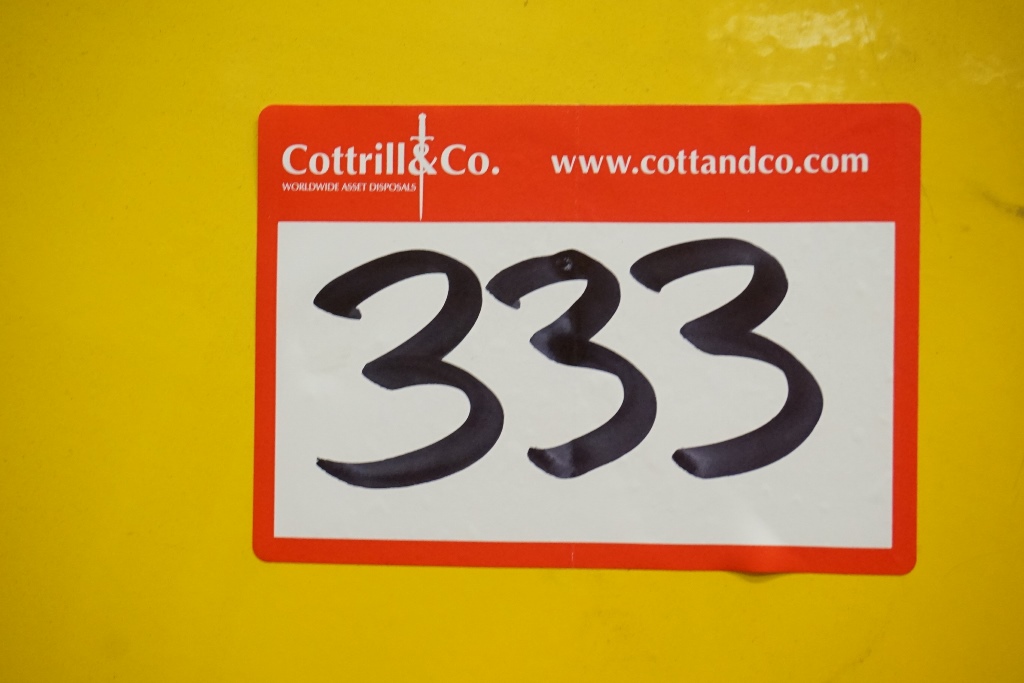 Cottrill&Co. www.cottandco.com
WORLDWIDE ASSET DISPOSALS
333